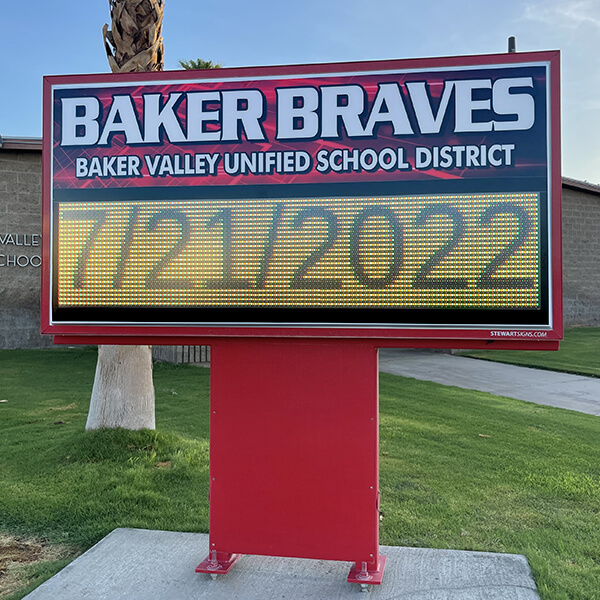 BAKER BRAVES
BAKER VALLEY UNIFIED SCHOOL DISTRICT
7/21/2022
STEWARTSIGNS.COM